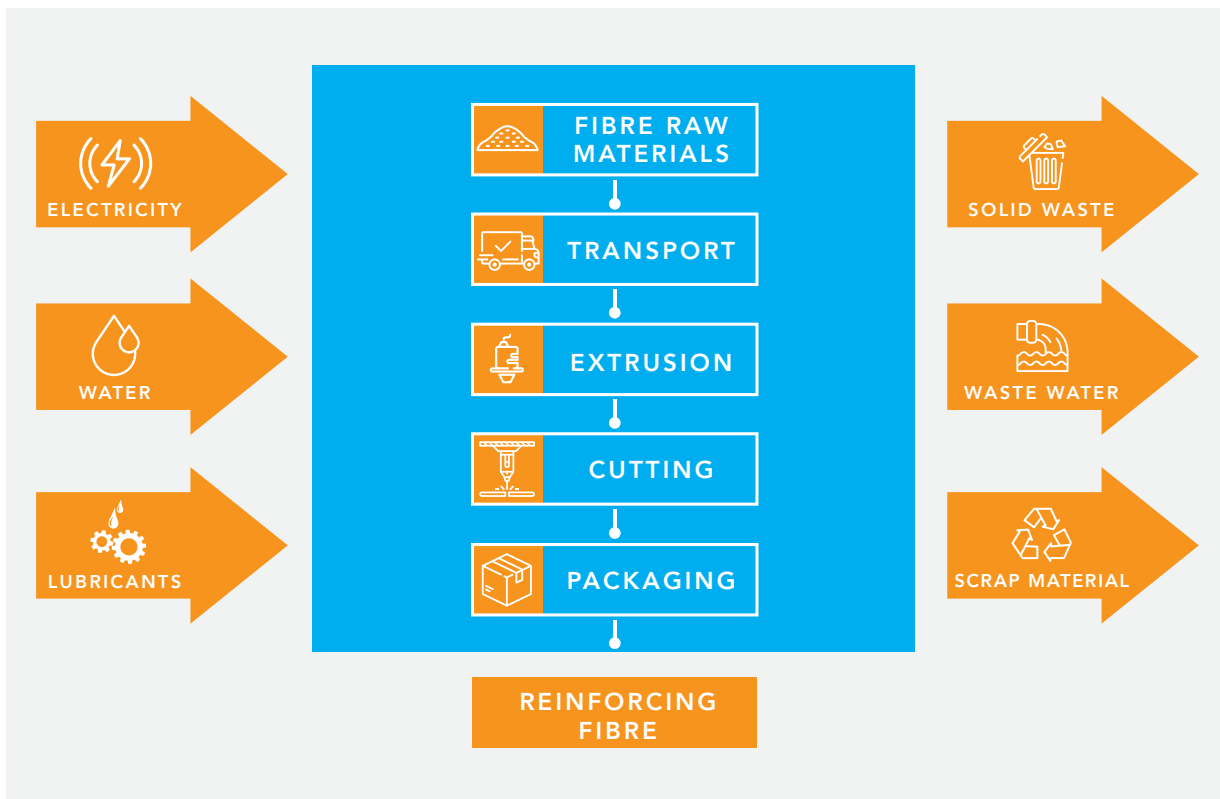 ELECTRICITY
WATER
LUBRICANTS
FIBRE RAW
MATERIALS
TRANSPORT
EXTRUSION
CUTTING
PACKAGING
REINFORCING
FIBRE
SOLID WASTE
WASTE WATER
SCRAP MATERIAL